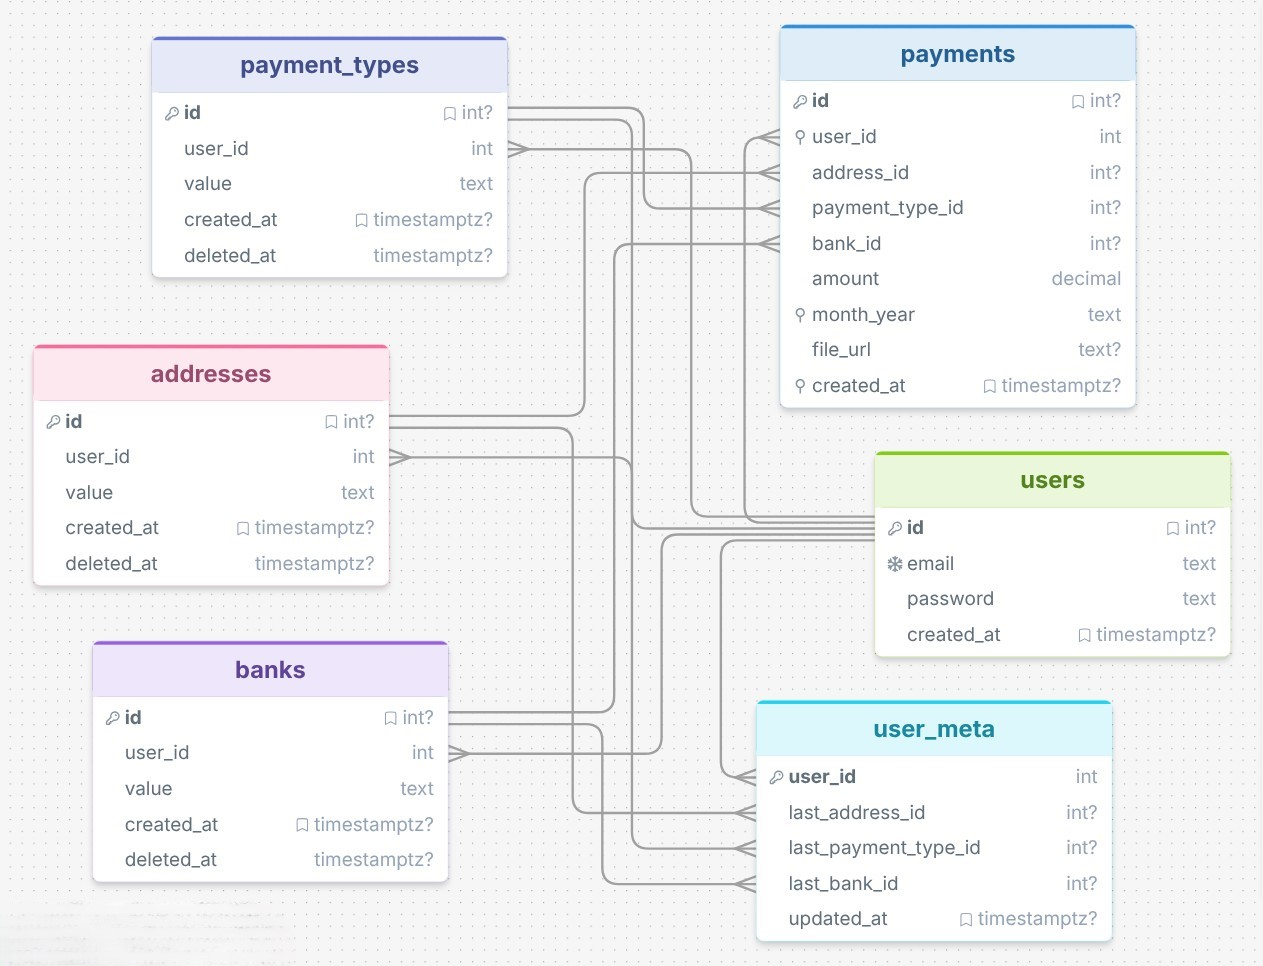 payment_types
id int?
user_id int
value text
created_at timestamptz?
deleted_at timestamptz?
payments
id int?
user_id int
address_id int?
payment_type_id int?
bank_id int?
amount decimal
month_year text
file_url text?
created_at timestamptz?
addresses
id int?
user_id int
value text
created_at timestamptz?
deleted_at timestamptz?
users
id int?
email text
password text
created_at timestamptz?
banks
id int?
user_id int
value text
created_at timestamptz?
deleted_at timestamptz?
user_meta
user_id int
last_address_id int?
last_payment_type_id int?
last_bank_id int?
updated_at timestamptz?